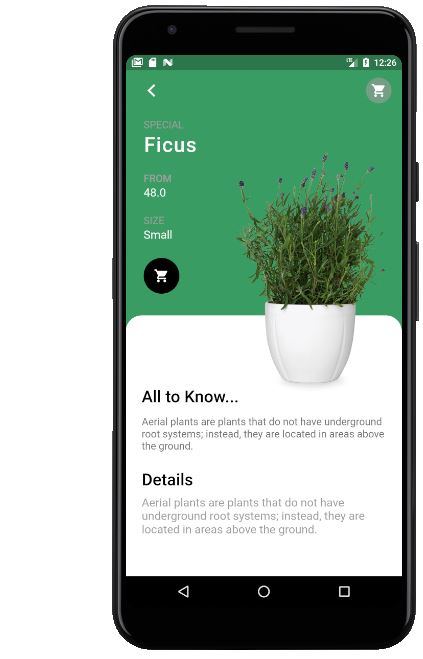 12:26
SPECIAL
Ficus
FROM
48.0
SIZE
Small
All to Know...
Aerial plants are plants that do not have underground
root systems; instead, they are located in areas above
the ground.
Details
Aerial plants are plants that do not have
underground root systems; instead, they are
located in areas above the ground.